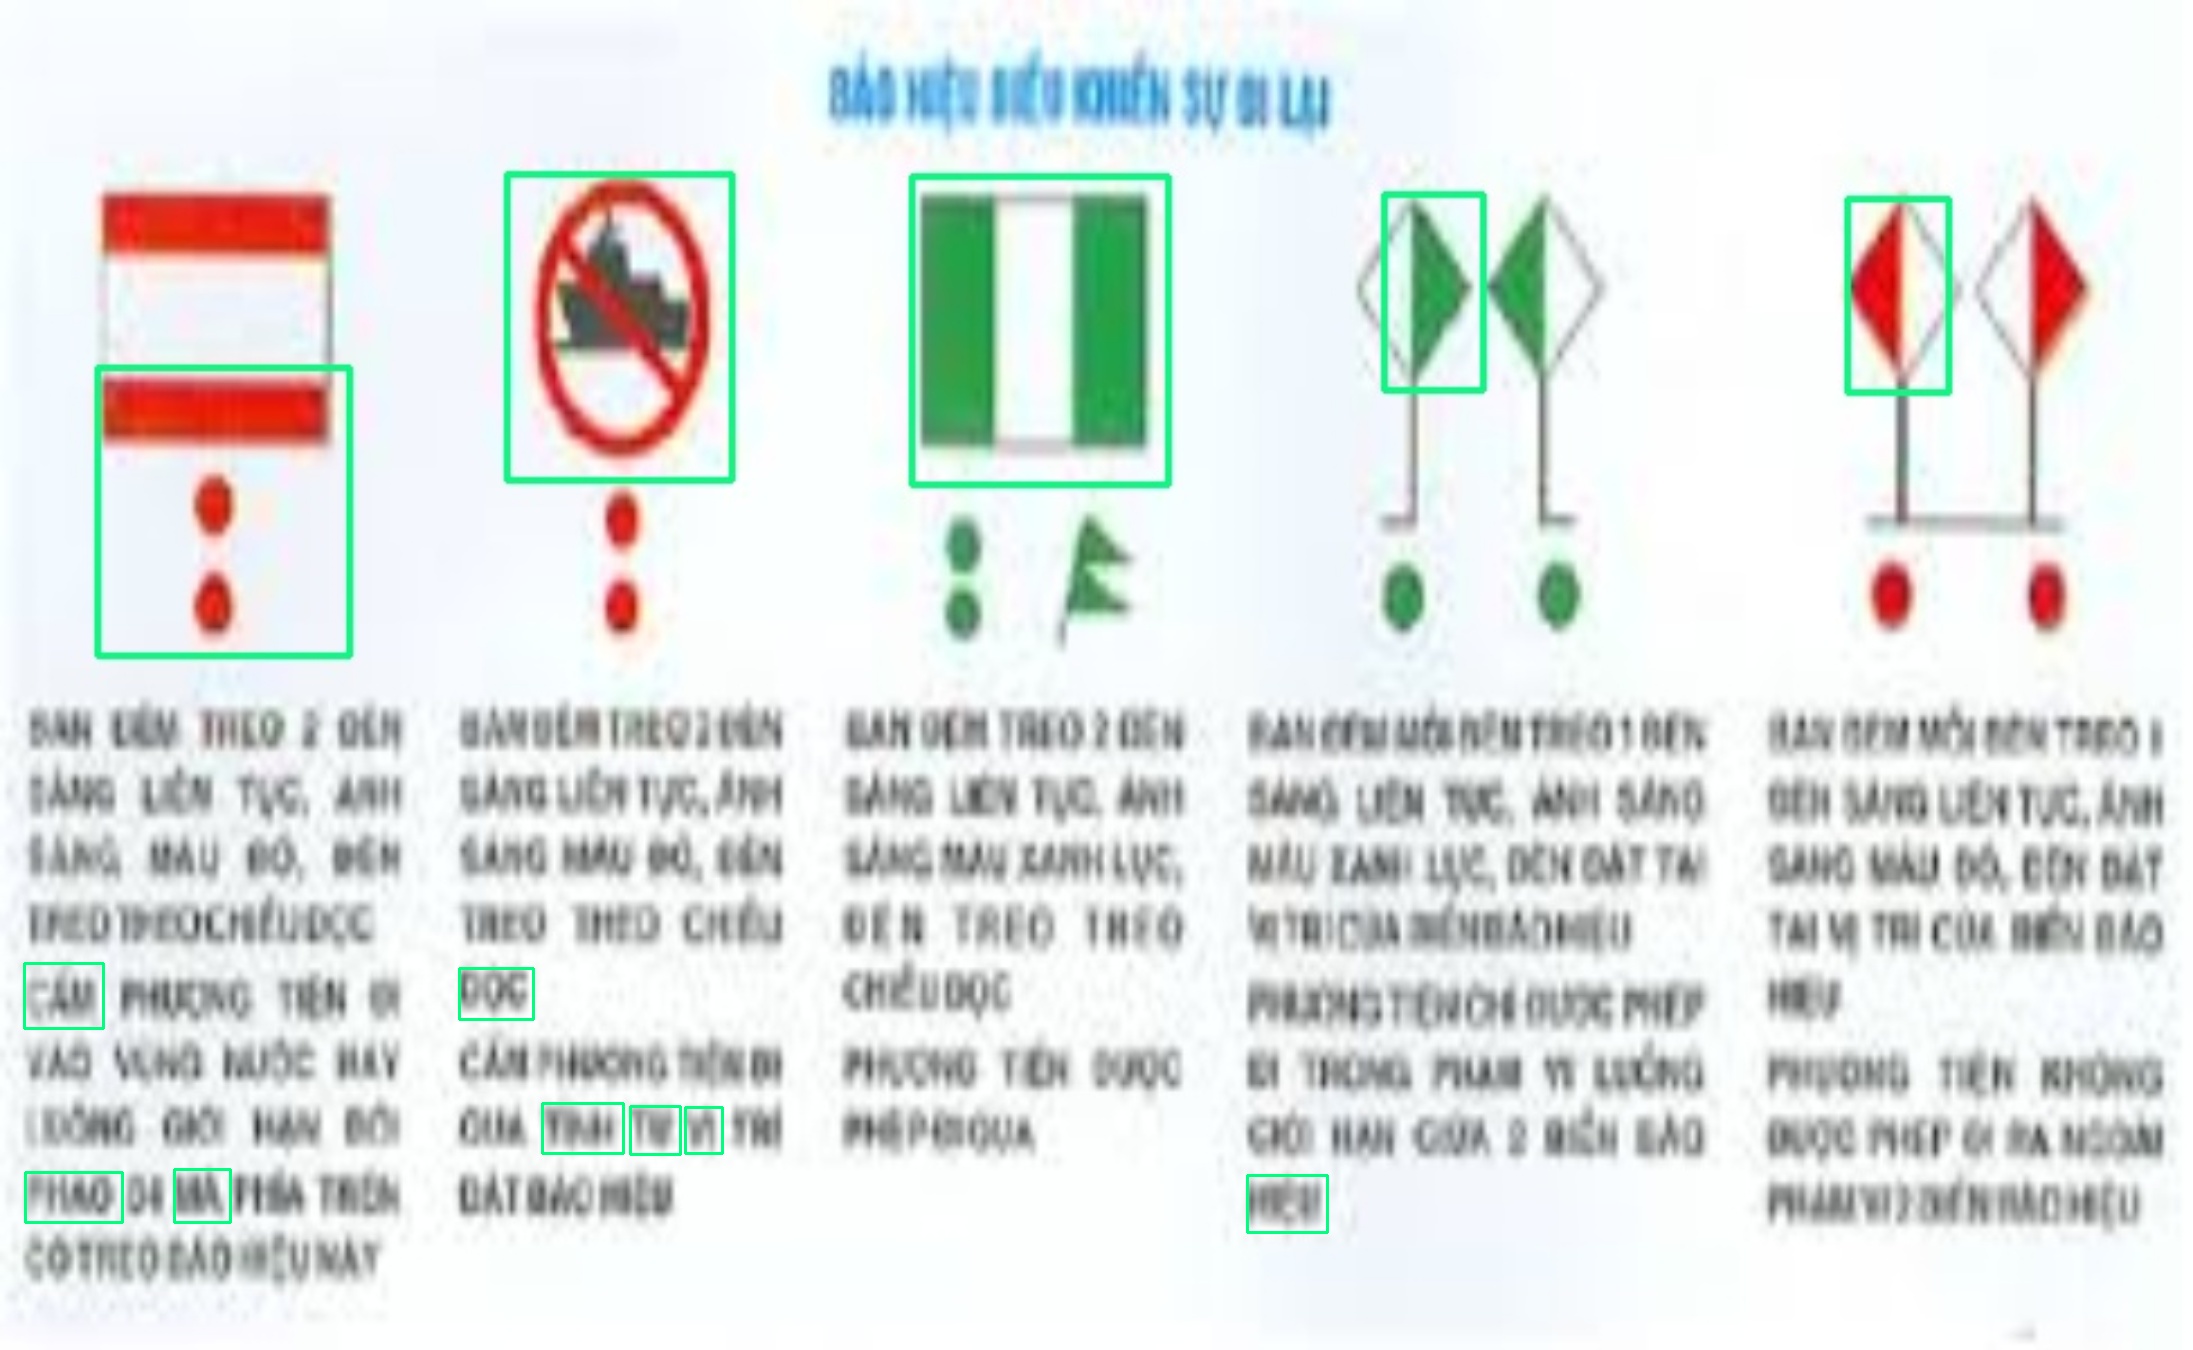 BÁO HIỆU ĐIỀU KHIỂN SỰ ĐI LẠI
BAN ĐÊM TREO 2 ĐÈN
SÁNG LIÊN TỤC, ÁNH
SÁNG MÀU ĐỎ, ĐÈN
TREO THEO CHIỀU DỌC
CẤM PHƯƠNG TIỆN ĐI
VÀO VÙNG NƯỚC HAY
LUỒNG GIỚI HẠN BỞI
PHAO PHÍA TRÊN
CÓ TREO BÁO HIỆU NÀY
BAN ĐÊM TREO 2 ĐÈN
SÁNG LIÊN TỤC, ÁNH
SÁNG MÀU ĐỎ, ĐÈN
TREO THEO CHIỀU
DỌC
CẤM PHƯƠNG TIỆN ĐI
QUA TÍNH TỪ VỊ TRÍ
ĐẶT BÁO HIỆU
BAN ĐÊM TREO 2 ĐÈN
SÁNG LIÊN TỤC, ÁNH
SÁNG MÀU XANH LỤC,
ĐÈN TREO THEO
CHIỀU DỌC
PHƯƠNG TIỆN ĐƯỢC
PHÉP ĐI QUA
BAN ĐÊM MỖI BÊN TREO 1 ĐÈN
SÁNG LIÊN TỤC, ÁNH SÁNG
MÀU XANH LỤC, ĐÈN ĐẶT TẠI
VỊ TRÍ CỦA BIỂN BÁO HIỆU
PHƯƠNG TIỆN CHỈ ĐƯỢC PHÉP
ĐI TRONG PHẠM VI LUỒNG
GIỚI HẠN GIỮA 2 BIỂN BÁO
HIỆU
BAN ĐÊM MỖI BÊN TREO 1
ĐÈN SÁNG LIÊN TỤC, ÁNH
SÁNG MÀU ĐỎ, ĐÈN ĐẶT
TẠI VỊ TRÍ CỦA BIỂN BÁO
HIỆU
PHƯƠNG TIỆN KHÔNG
ĐƯỢC PHÉP ĐI RA NGOÀI
PHẠM VI 2 BIỂN BÁO HIỆU